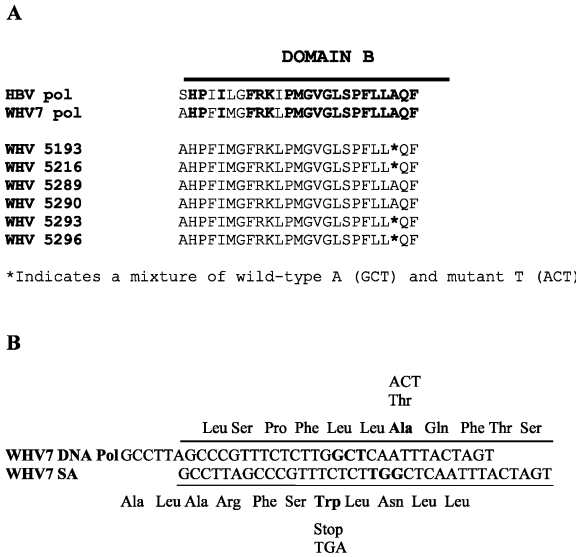 A
DOMAIN B
HBV pol SHPIILGFRKIPMGVGLSPFLLAQF
WHV7 pol AHPFIMGFRKLPMGVGLSPFLLAQF
WHV 5193 AHPFIMGFRKLPMGVGLSPFLL*QF
WHV 5216 AHPFIMGFRKLPMGVGLSPFLL*QF
WHV 5289 AHPFIMGFRKLPMGVGLSPFLLAQF
WHV 5290 AHPFIMGFRKLPMGVGLSPFLLAQF
WHV 5293 AHPFIMGFRKLPMGVGLSPFLL*QF
WHV 5296 AHPFIMGFRKLPMGVGLSPFLL*QF
*Indicates a mixture of wild-type A (GCT) and mutant T (ACT)
B
ACT
Thr
Leu Ser Pro Phe Leu Leu Ala Gln Phe Thr Ser
WHV7 DNA Pol GCCTTAGCCCGTTTCTCTTGGCTCAATTTACTAGT
WHV7 SA GCCTTAGCCCGTTTCTCTTGGCTCAATTTACTAGT
Ala Leu Ala Arg Phe Ser Trp Leu Asn Leu Leu
Stop
TGA